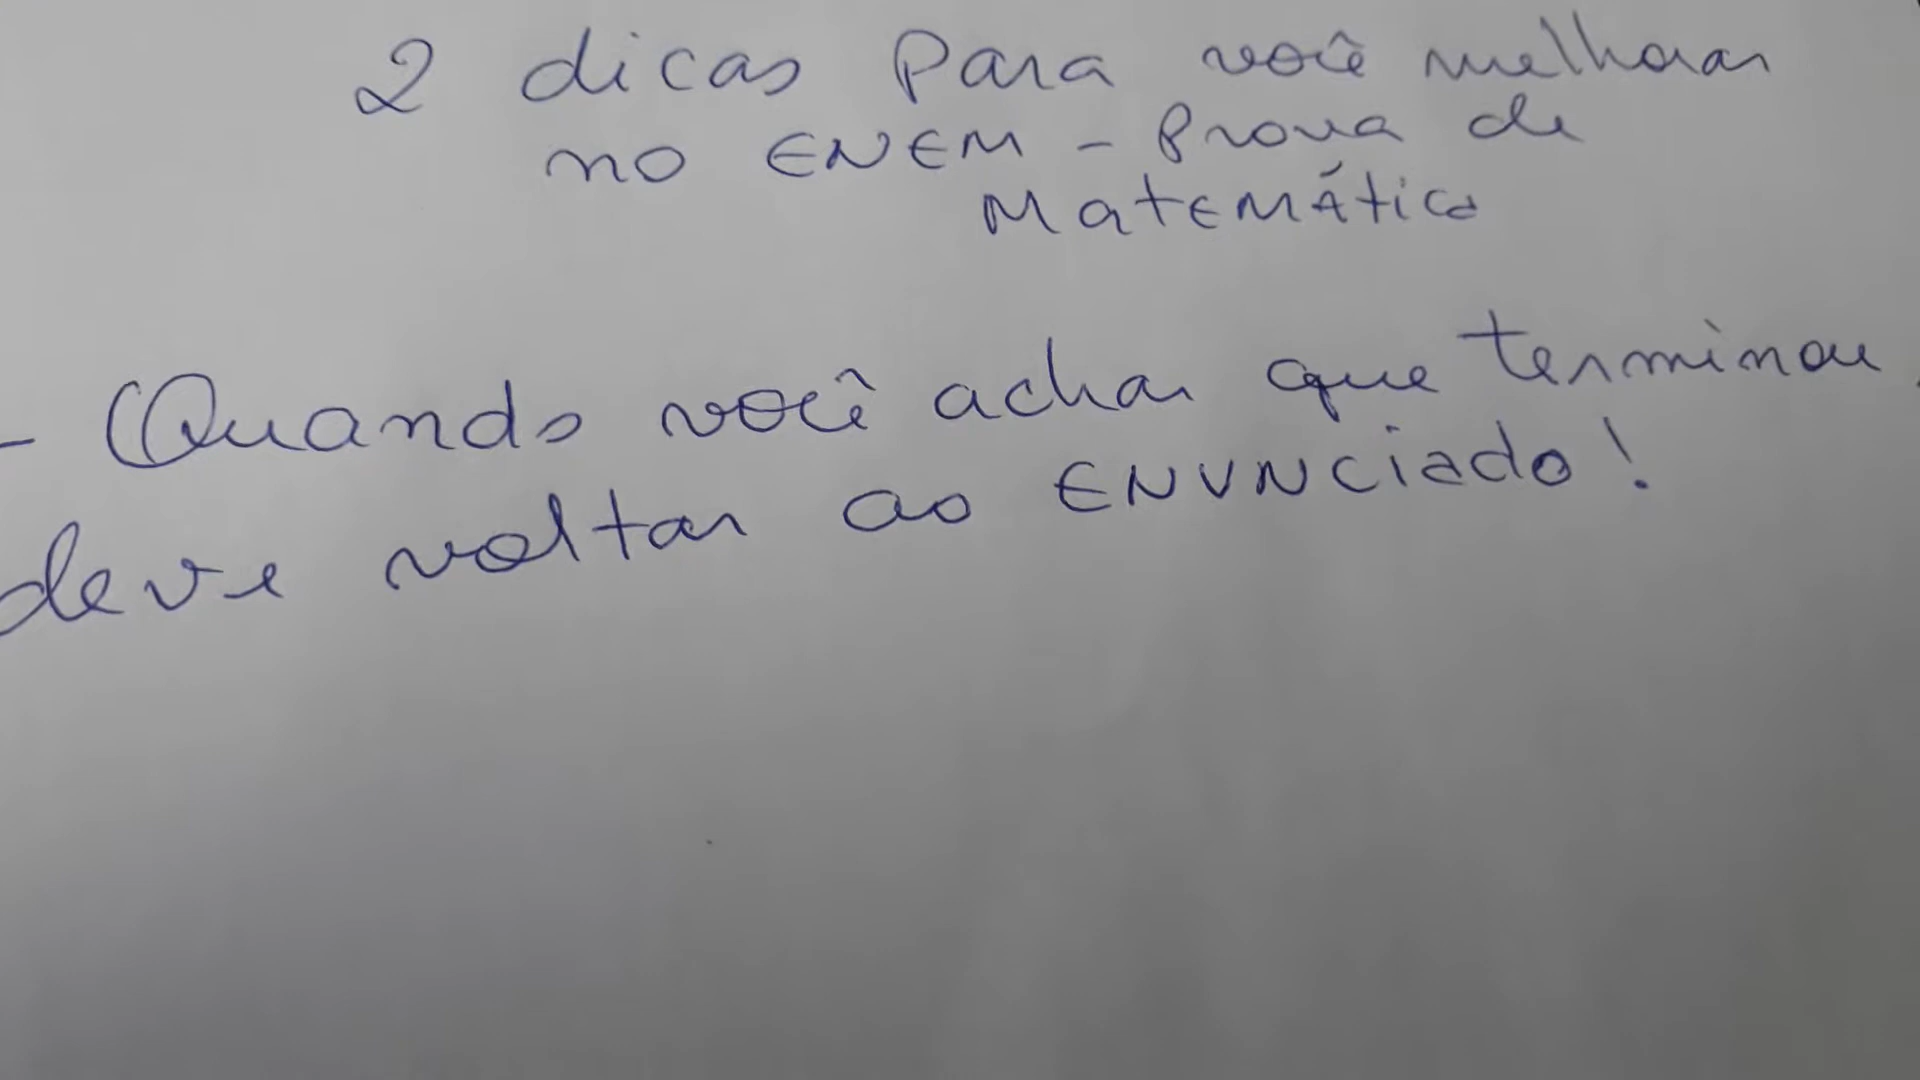 2 dicas Para você melhorar
no ENEM - Prova de
Matemática
- Quando você achar que terminou,
deve voltar ao ENUNciado!